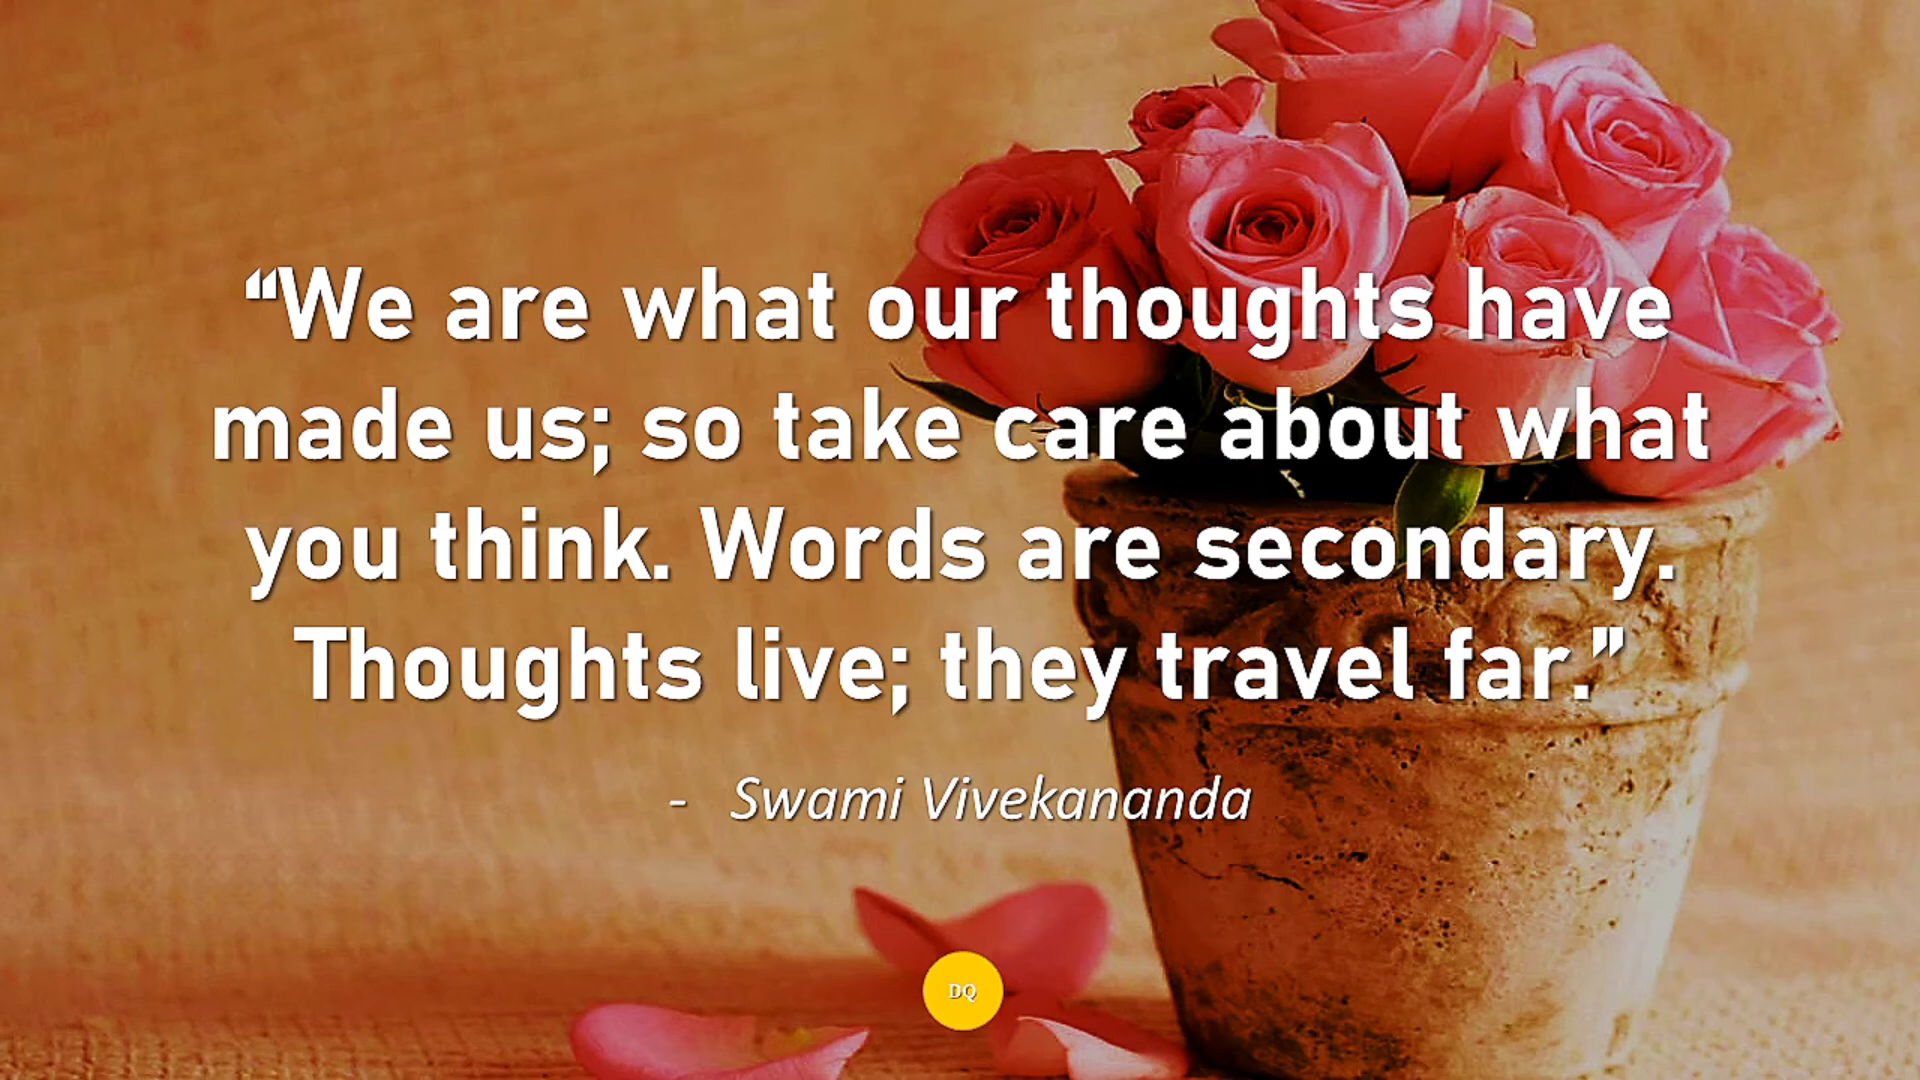 “We are what our thoughts have
made us; so take care about what
you think. Words are secondary.
Thoughts live; they travel far.”
- Swami Vivekananda
DQ